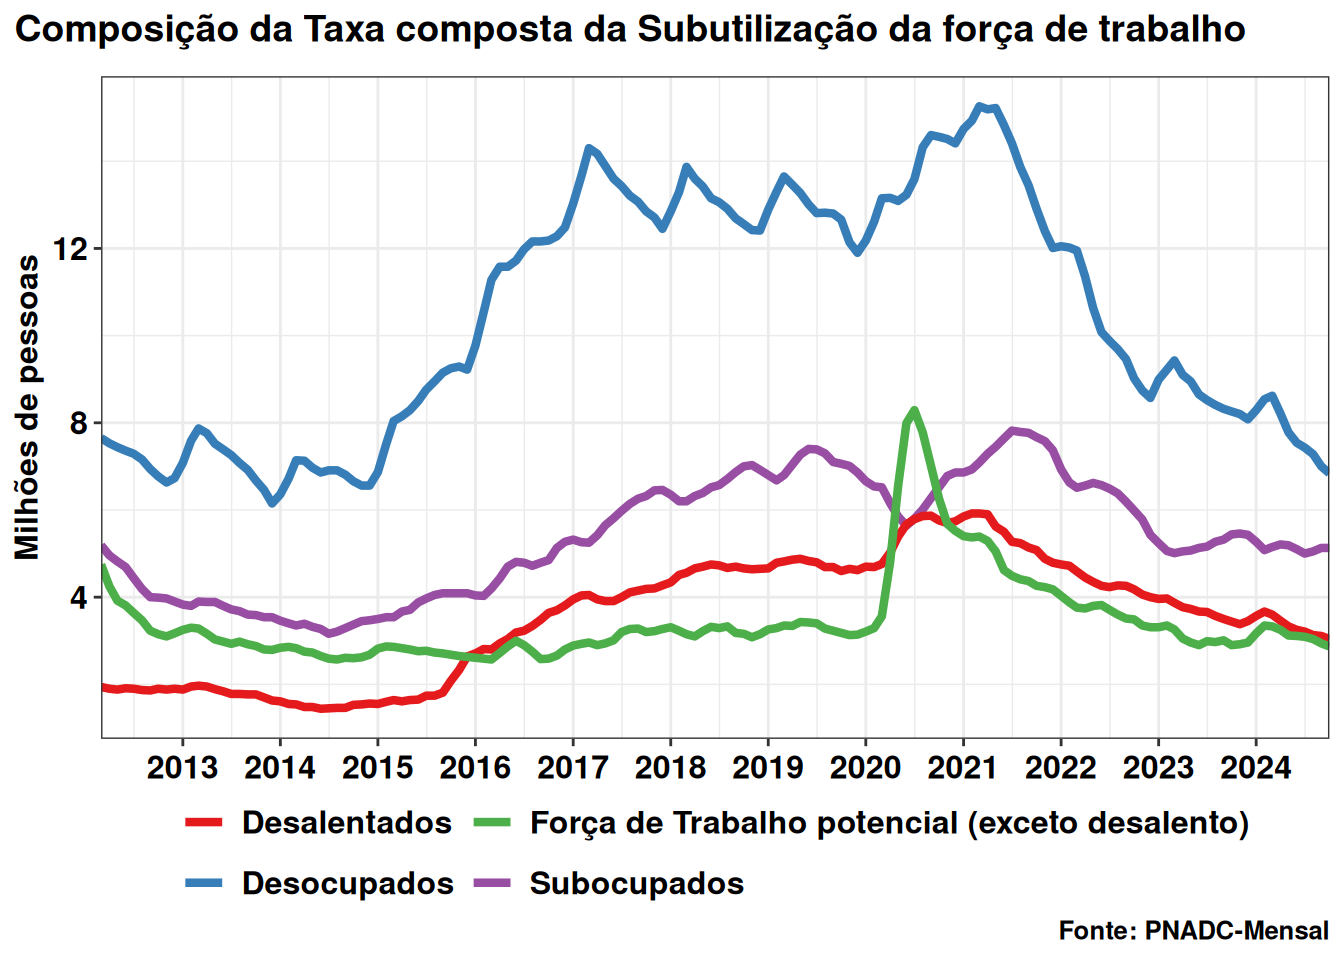 Composição da Taxa composta da Subutilização da força de trabalho
Milhões de pessoas
12
8
4
2013 2014 2015 2016 2017 2018 2019 2020 2021 2022 2023 2024
Desalentados Força de Trabalho potencial (exceto desalento)
Desocupados Subocupados
Fonte: PNADC-Mensal